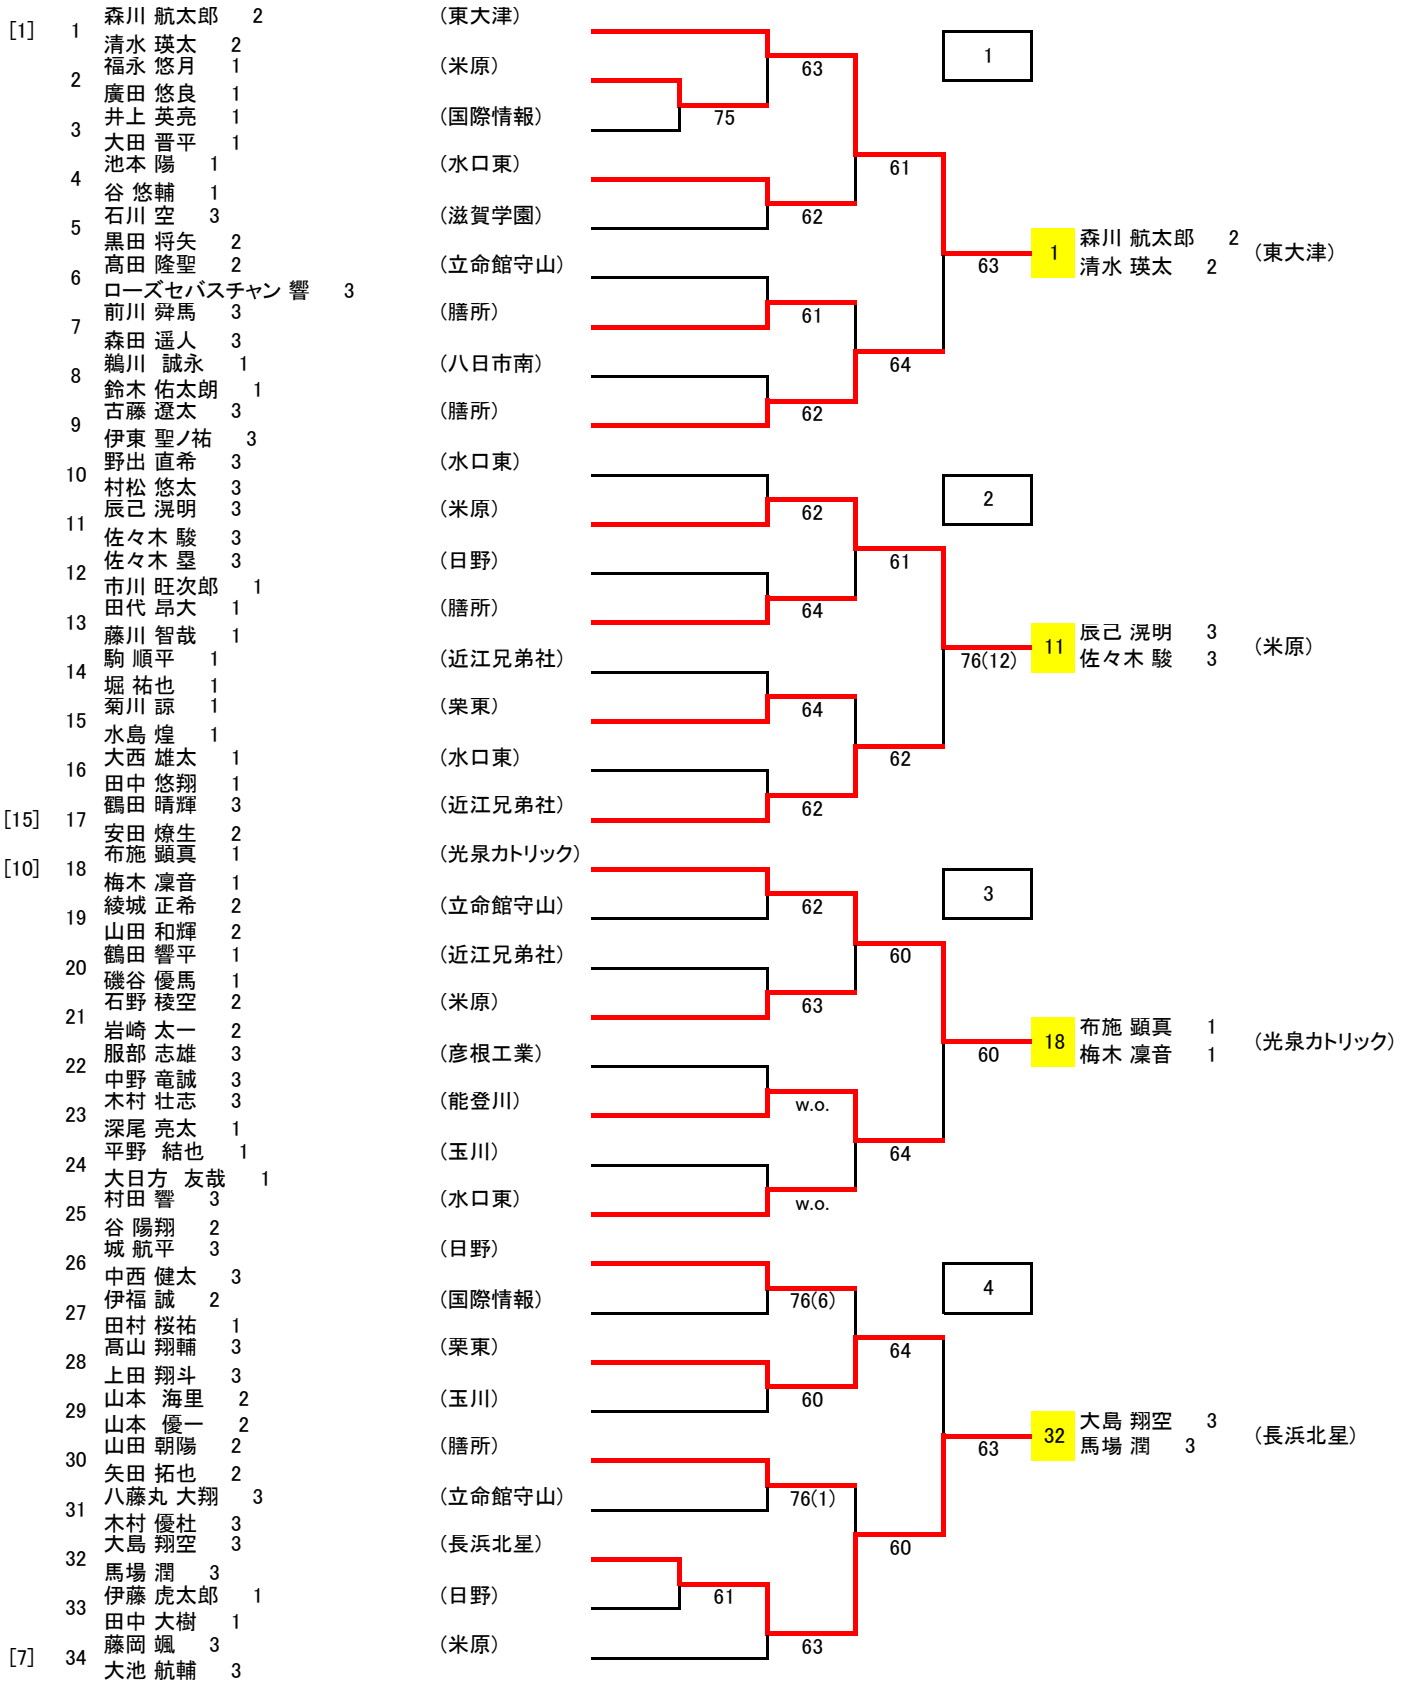 森川 航太郎 2 (東大津)
[1] 1
清水 瑛太 2
福永 悠月 1 (米原)
2
廣田 悠良 1
井上 英亮 1 (国際情報)
3
大田 晋平 1
池本 陽 1 (水口東)
4
谷 悠輔 1
石川 空 3 (滋賀学園)
5
黒田 将矢 2
髙田 隆聖 2 (立命館守山)
6
ローズセバスチャン 響 3
前川 舜馬 3 (膳所)
7
森田 遥人 3
鵜川 誠永 1 (八日市南)
8
鈴木 佑太朗 1
古藤 遼太 3 (膳所)
9
伊東 聖ノ祐 3
野出 直希 3 (水口東)
10
村松 悠太 3
辰己 滉明 3 (米原)
11
佐々木 駿 3
佐々木 塁 3 (日野)
12
市川 旺次郎 1
田代 昂大 1 (膳所)
13
藤川 智哉 1
駒 順平 1 (近江兄弟社)
14
堀 祐也 1
菊川 諒 1 (栗東)
15
水島 煌 1
大西 雄太 1 (水口東)
16
田中 悠翔 1
鶴田 晴輝 3 (近江兄弟社)
[15] 17
安田 燎生 2
布施 顕真 1 (光泉カトリック)
[10] 18
梅木 凜音 1
綾城 正希 2 (立命館守山)
19
山田 和輝 2
鶴田 響平 1 (近江兄弟社)
20
磯谷 優馬 1
石野 稜空 2 (米原)
21
岩崎 太一 2
服部 志雄 3 (彦根工業)
22
中野 竜誠 3
木村 壮志 3 (能登川)
23
深尾 亮太 1
平野 結也 1 (玉川)
24
大日方 友哉 1
村田 響 3 (水口東)
25
谷 陽翔 2
城 航平 3 (日野)
26
中西 健太 3
伊福 誠 2 (国際情報)
27
田村 桜祐 1
髙山 翔輔 3 (栗東)
28
上田 翔斗 3
山本 海里 2 (玉川)
29
山本 優一 2
山田 朝陽 2 (膳所)
30
矢田 拓也 2
八藤丸 大翔 3 (立命館守山)
31
木村 優杜 3
大島 翔空 3 (長浜北星)
32
馬場 潤 3
伊藤 虎太郎 1 (日野)
33
田中 大樹 1
藤岡 颯 3 (米原)
[7] 34
大池 航輔 3
75
61
63
62
61
62
62
64
64
62
62
63
w.o.
w.o.
76(6)
60
76(1)
63
61
64
61
62
60
64
64
60
63
76(12)
60
63
1
2
3
4
1 森川 航太郎 2 (東大津)
清水 瑛太 2
11 辰己 滉明 3 (米原)
佐々木 駿 3
18 布施 顕真 1 (光泉カトリック)
梅木 凜音 1
32 大島 翔空 3 (長浜北星)
馬場 潤 3